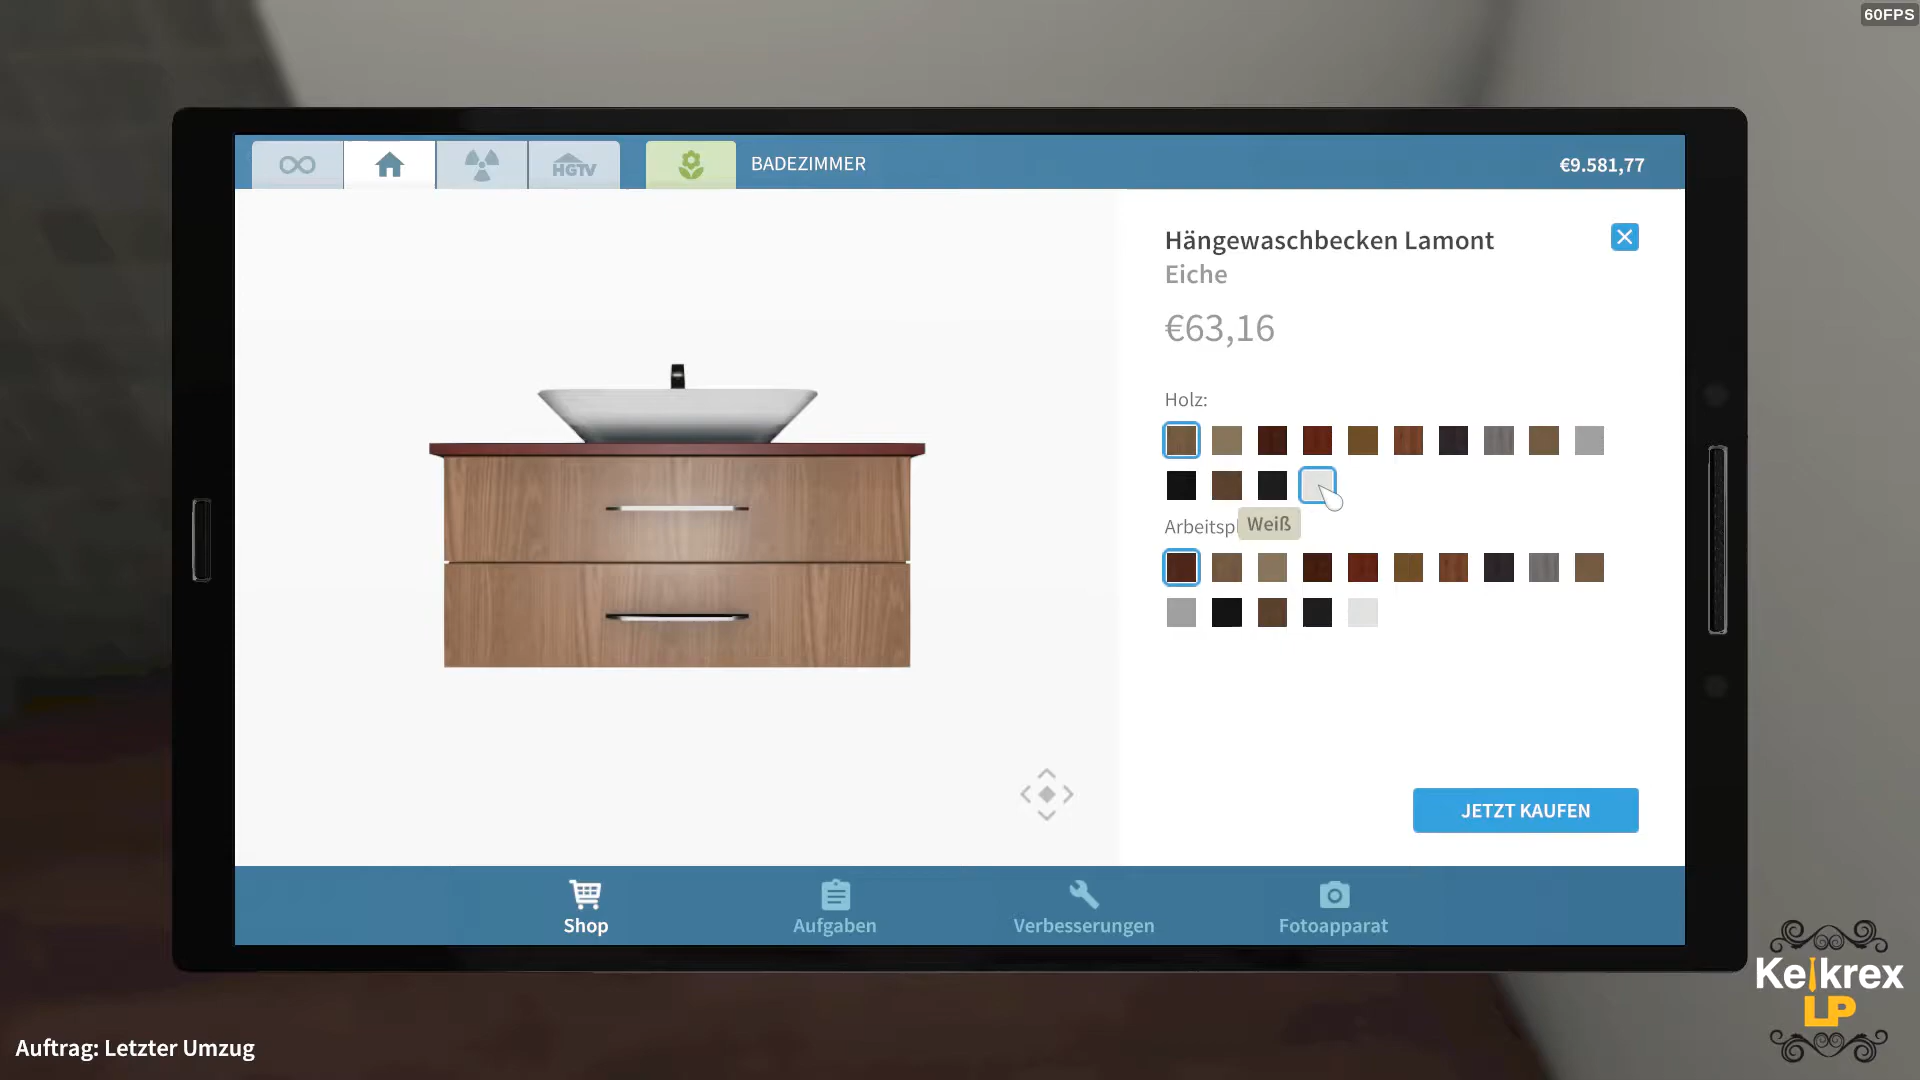 60FPS
HGTV
BADEZIMMER
€9.581,77
Hängewaschbecken Lamont
Eiche
€63,16
Holz:
Weiß
Arbeitspl
JETZT KAUFEN
Shop
Aufgaben
Verbesserungen
Fotoapparat
Keikrex
LP
Auftrag: Letzter Umzug